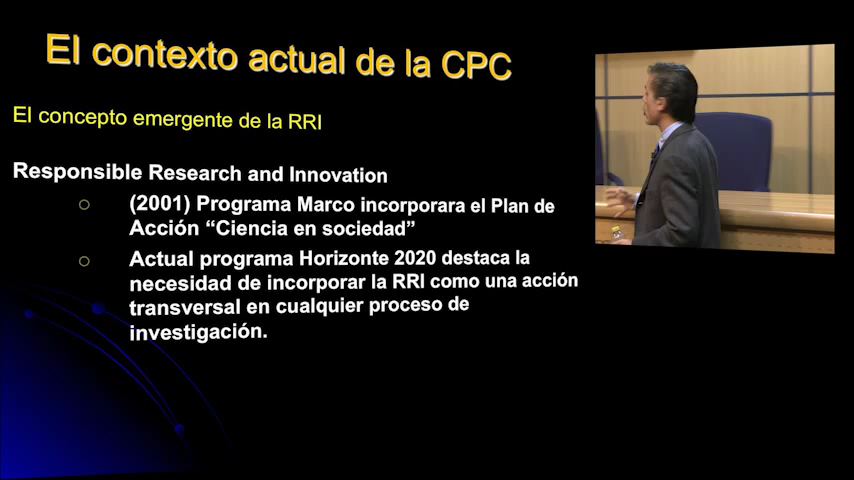 El contexto actual de la CPC
El concepto emergente de la RRI
Responsible Research and Innovation
(2001) Programa Marco incorporara el Plan de
Acción “Ciencia en sociedad”
Actual programa Horizonte 2020 destaca la
necesidad de incorporar la RRI como una acción
transversal en cualquier proceso de
investigación.